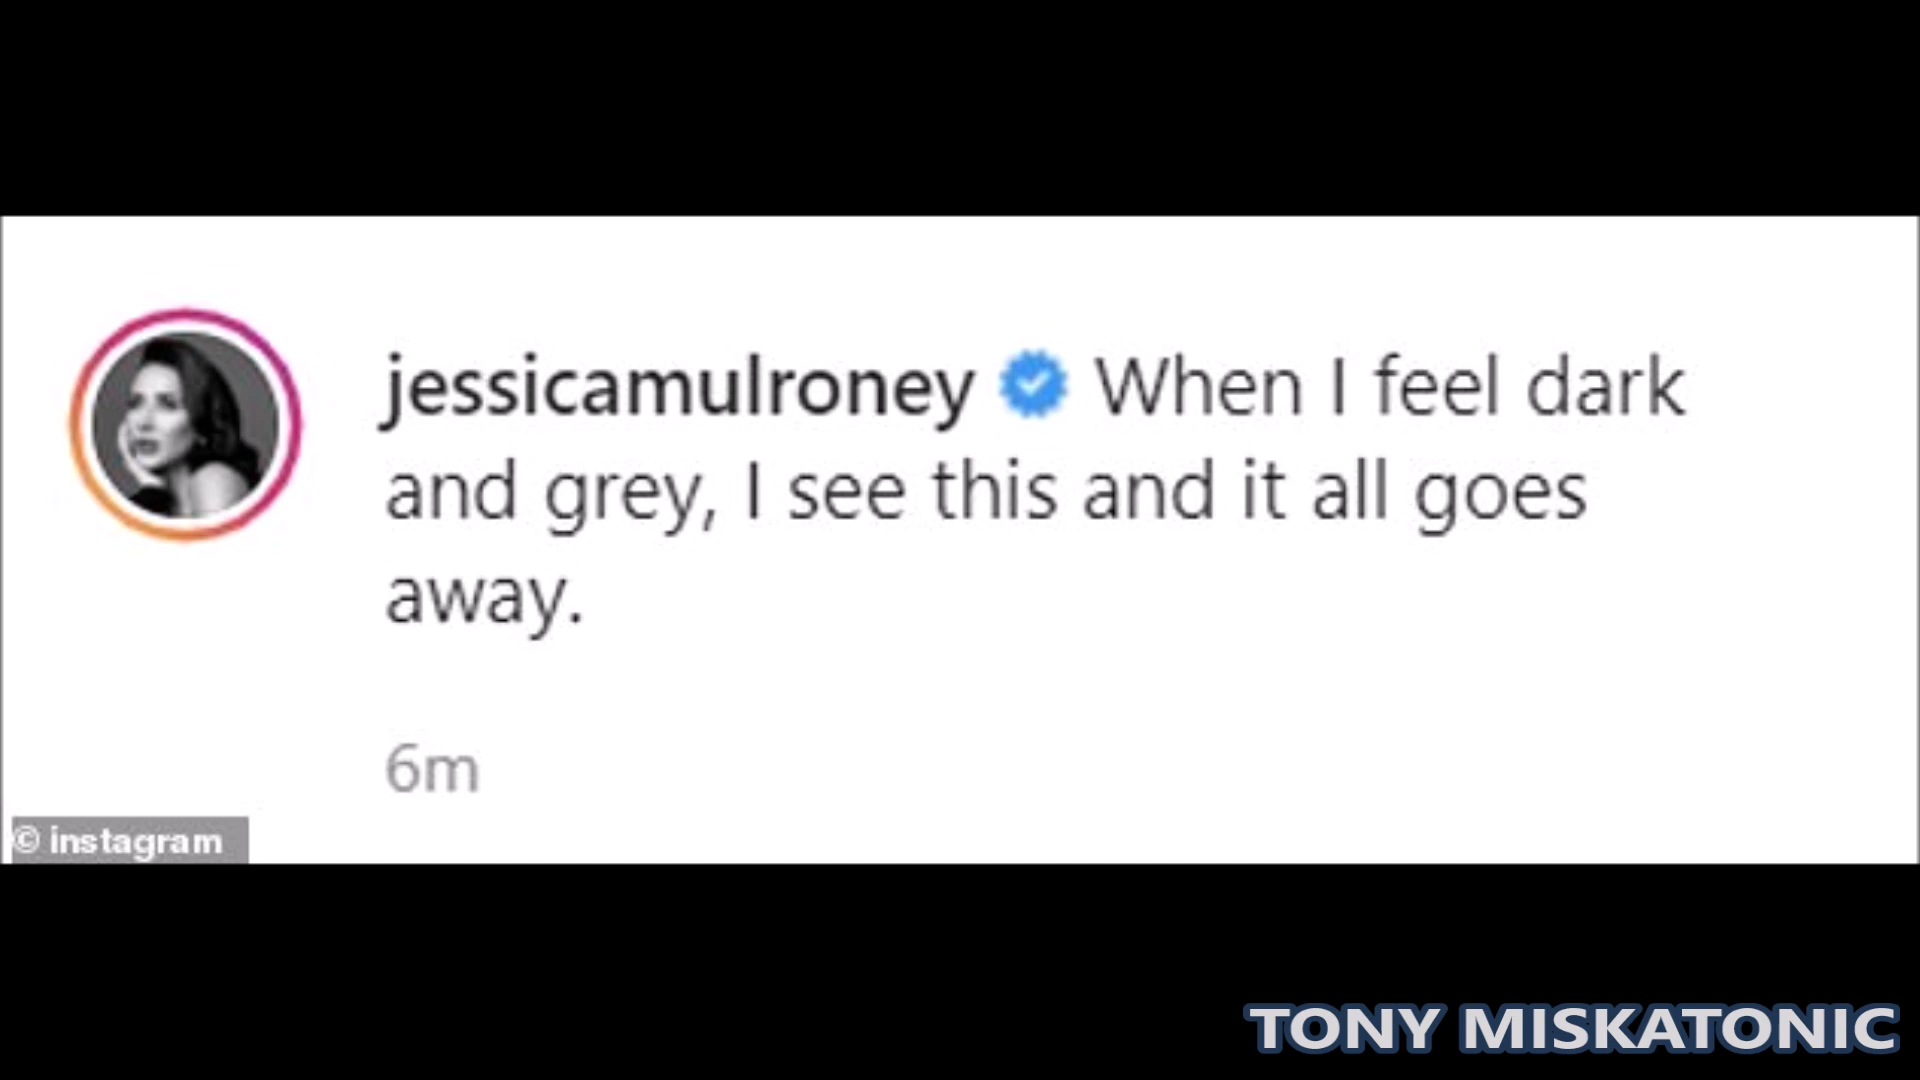 jessicamulroney When I feel dark
and grey, I see this and it all goes
away.
6m
© instagram
TONY MISKATONIC